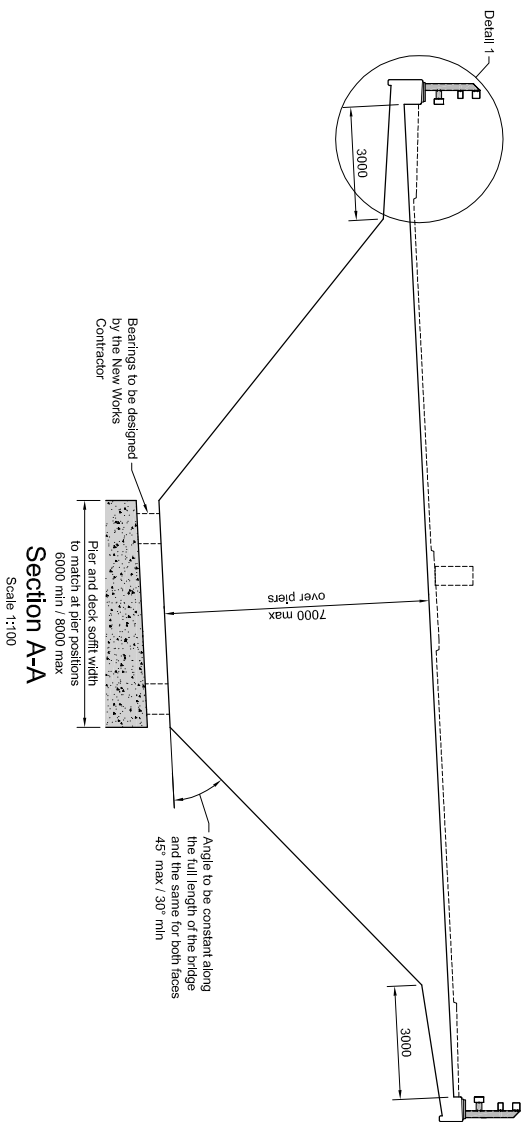 Detail 1
3000
Bearings to be designed
by the New Works
Contractor
7000 max
over piers
Pier and deck soffit width
to match at pier positions
6000 min / 8000 max
Angle to be constant along
the full length of the bridge
and the same for both faces
45° max / 30° min
3000
Section A-A
Scale 1:100